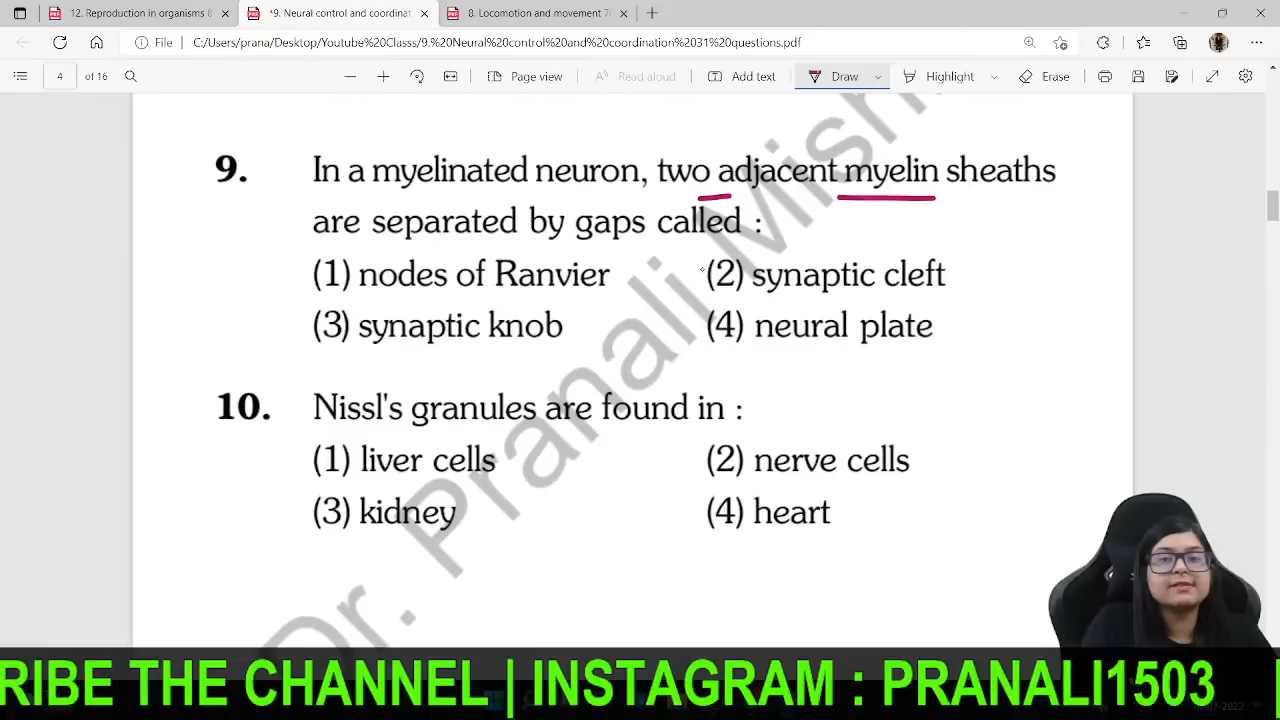 12. Reproduction in organisms 8
*9. Neural control and coordinat
8. Locomotion and movement 7
File
C:/Users/prana/Desktop/Youtube%20Classs/9.%20Neural%20control%20and%20coordination%2031%20questions.pdf
4 of 16
Page view
Read aloud
Add text
Draw
Highlight
Erase
9. In a myelinated neuron, two adjacent myelin sheaths
are separated by gaps called :
(1) nodes of Ranvier (2) synaptic cleft
(3) synaptic knob (4) neural plate
10. Nissl's granules are found in :
(1) liver cells (2) nerve cells
(3) kidney (4) heart
Dr. Pranali Mish
RIBE THE CHANNEL | INSTAGRAM : PRANALI1503 |